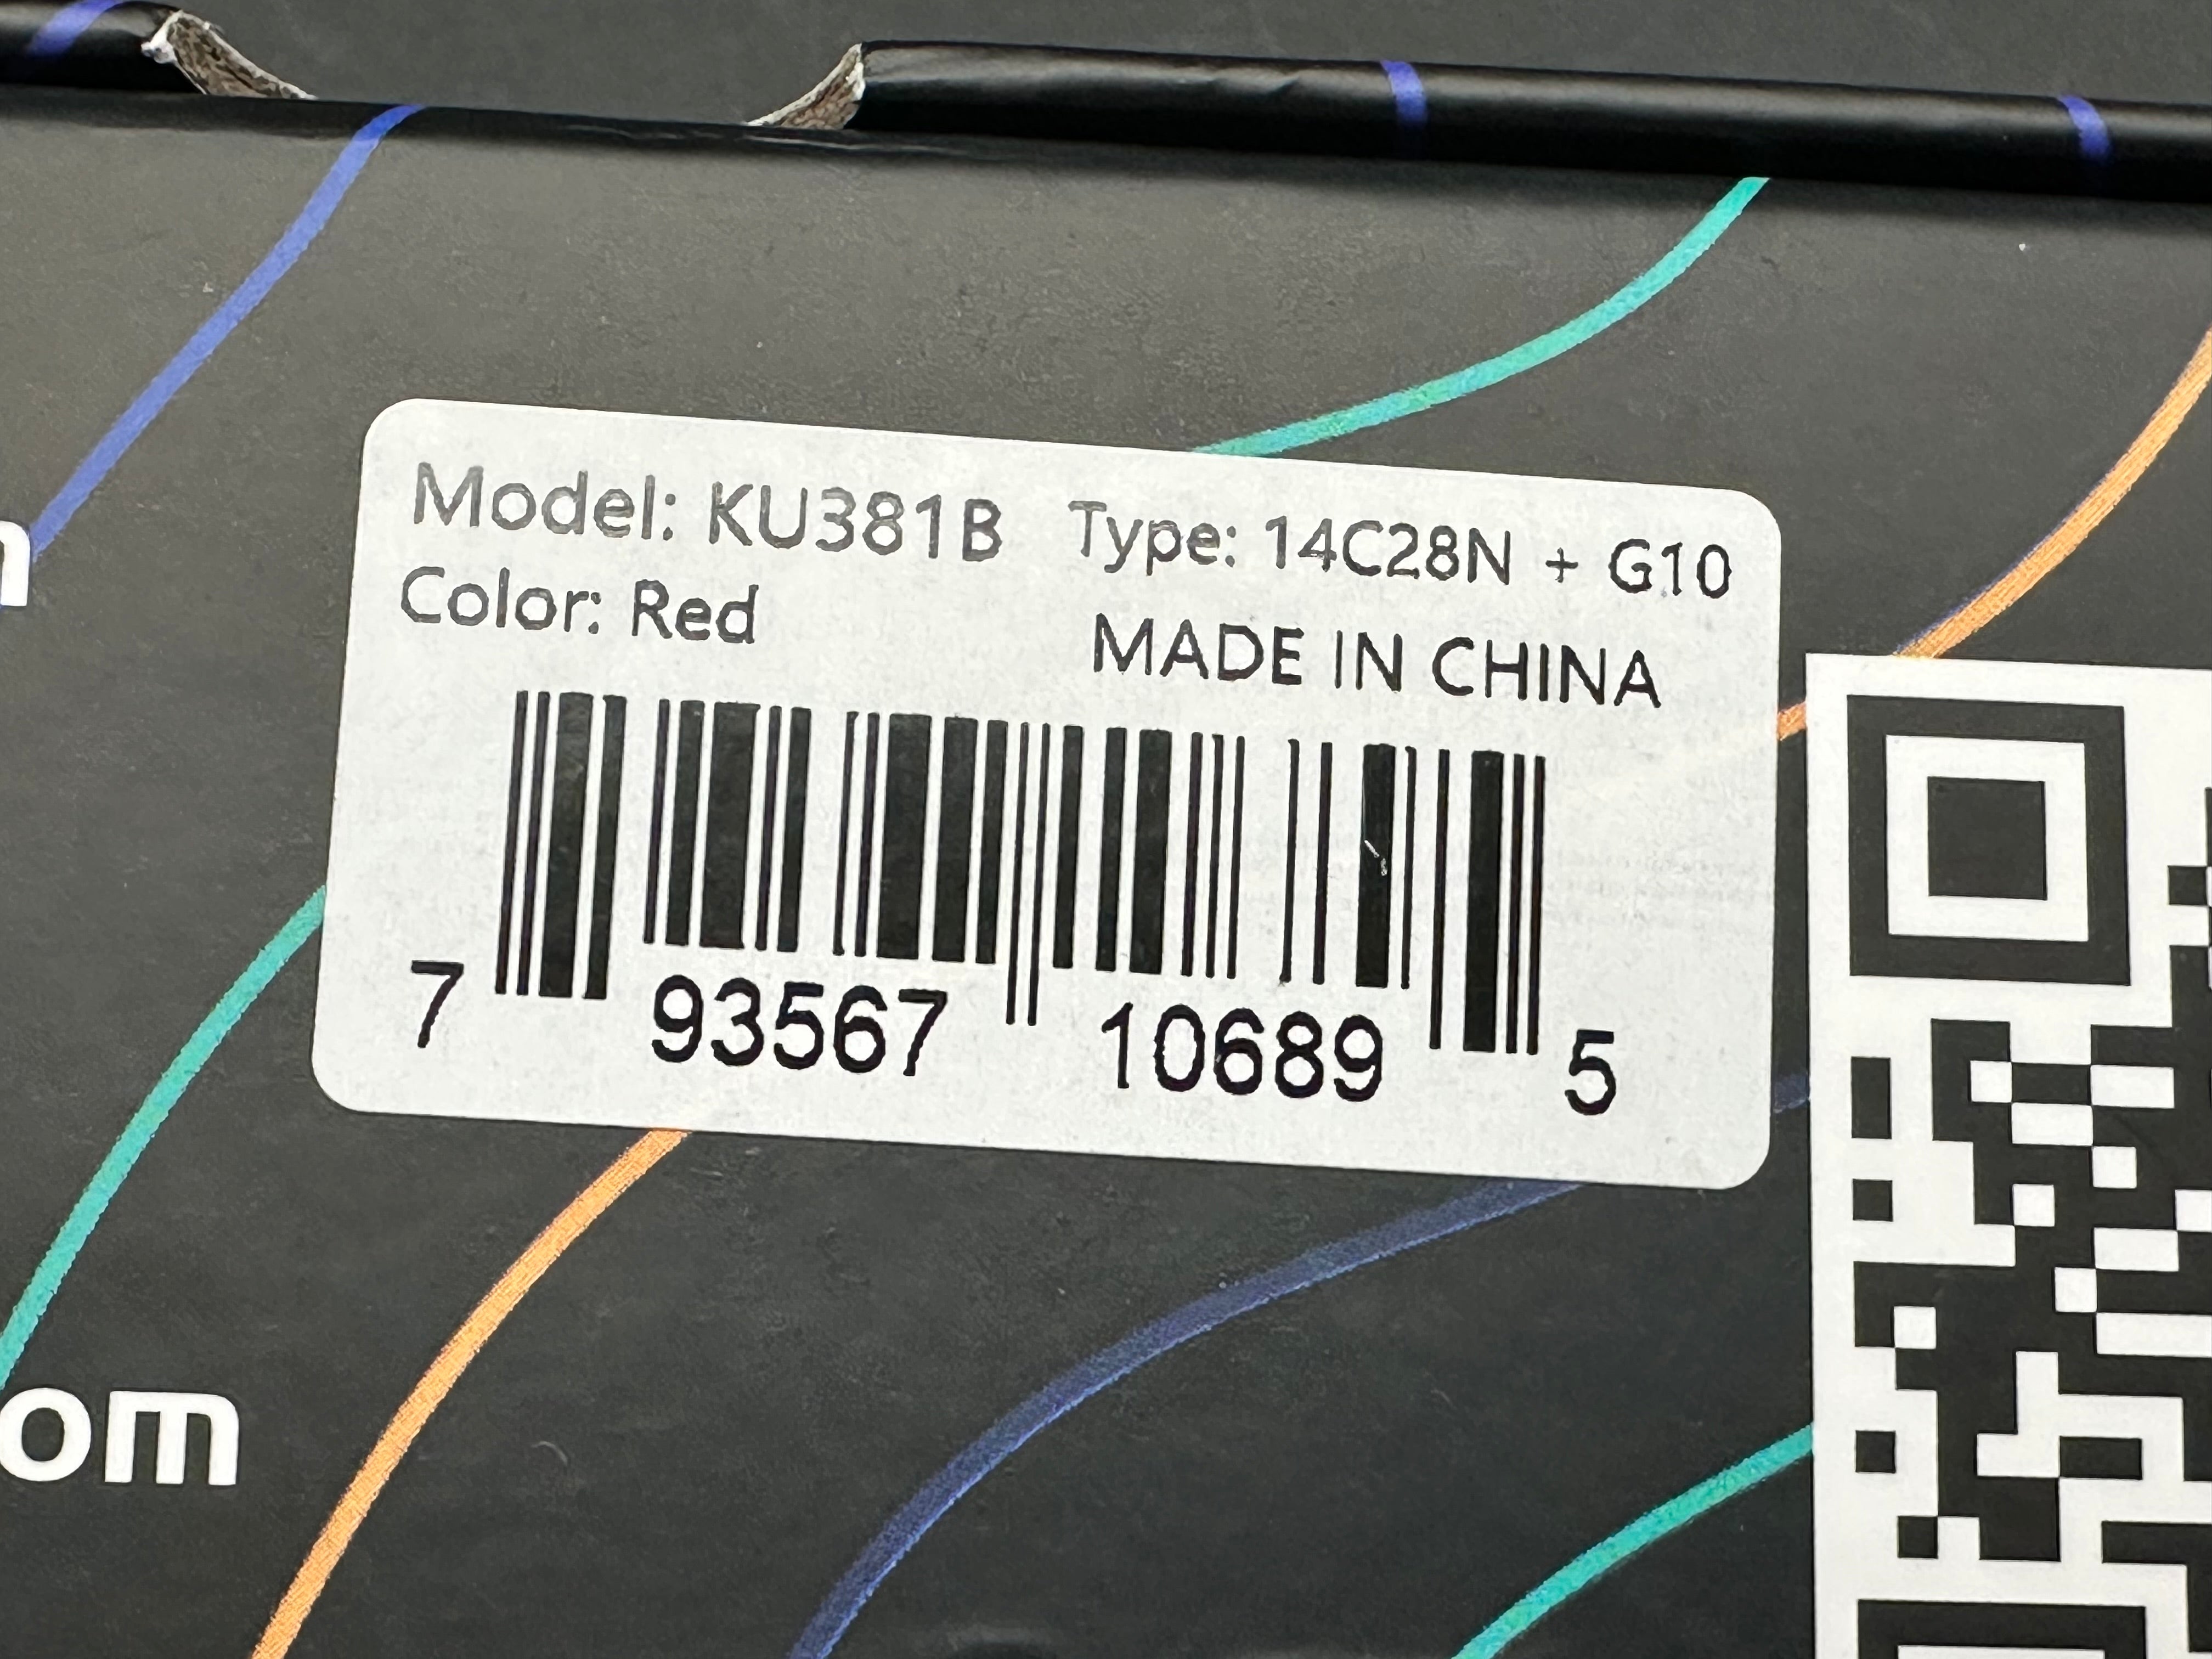 Model: KU381B Type: 14C28N + G10
Color: Red
MADE IN CHINA
7 93567 10689 5
om